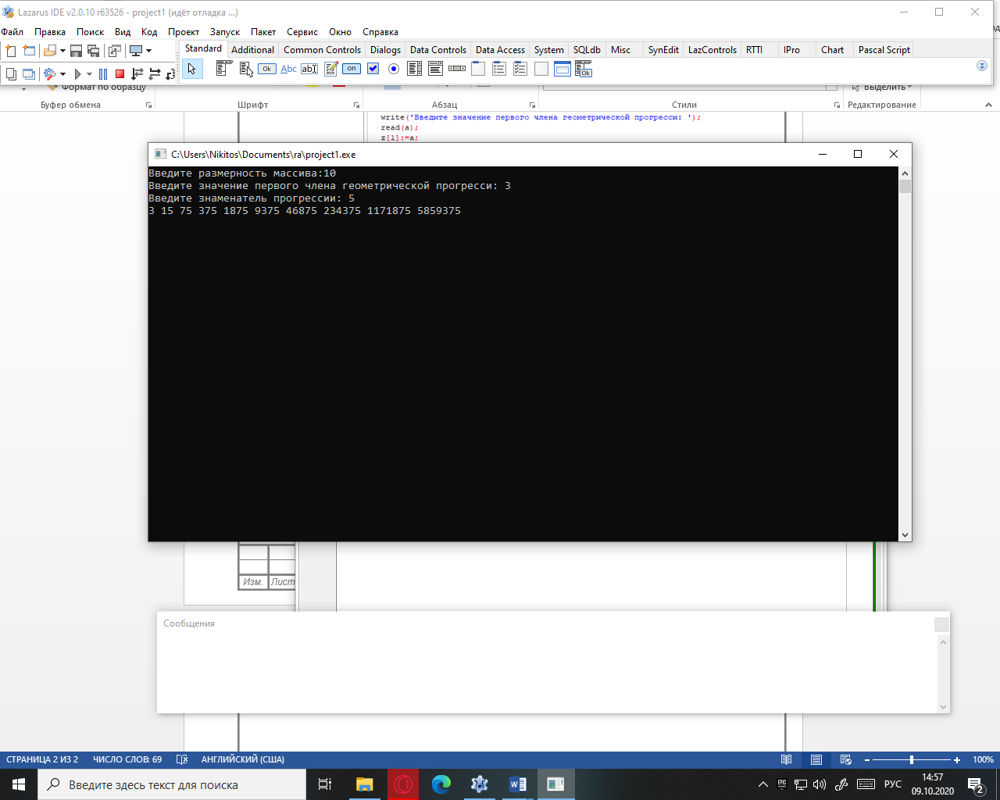 Lazarus IDE v2.0.10 r63526 - project1 (идёт отладка ...)
Файл Правка Поиск Вид Код Проект Запуск Пакет Сервис Окно Справка
Standard Additional Common Controls Dialogs Data Controls Data Access System SQLdb Misc SynEdit LazControls RTTI IPro Chart Pascal Script
Ok Abc abI on Ok
Формат по образцу
Выделить
Буфер обмена Шрифт Абзац Стили Редактирование
write('Введите значение первого члена геометрической прогресси: ');
read(a);
z[1]:=a;
C:\Users\Nikitos\Documents\ra\project1.exe
Введите размерность массива:10
Введите значение первого члена геометрической прогресси: 3
Введите знаменатель прогрессии: 5
3 15 75 375 1875 9375 46875 234375 1171875 5859375
Изм. Лист
Сообщения
СТРАНИЦА 2 ИЗ 2 ЧИСЛО СЛОВ: 69 АНГЛИЙСКИЙ (США) 100%
Введите здесь текст для поиска
РУС
14:57
09.10.2020
2